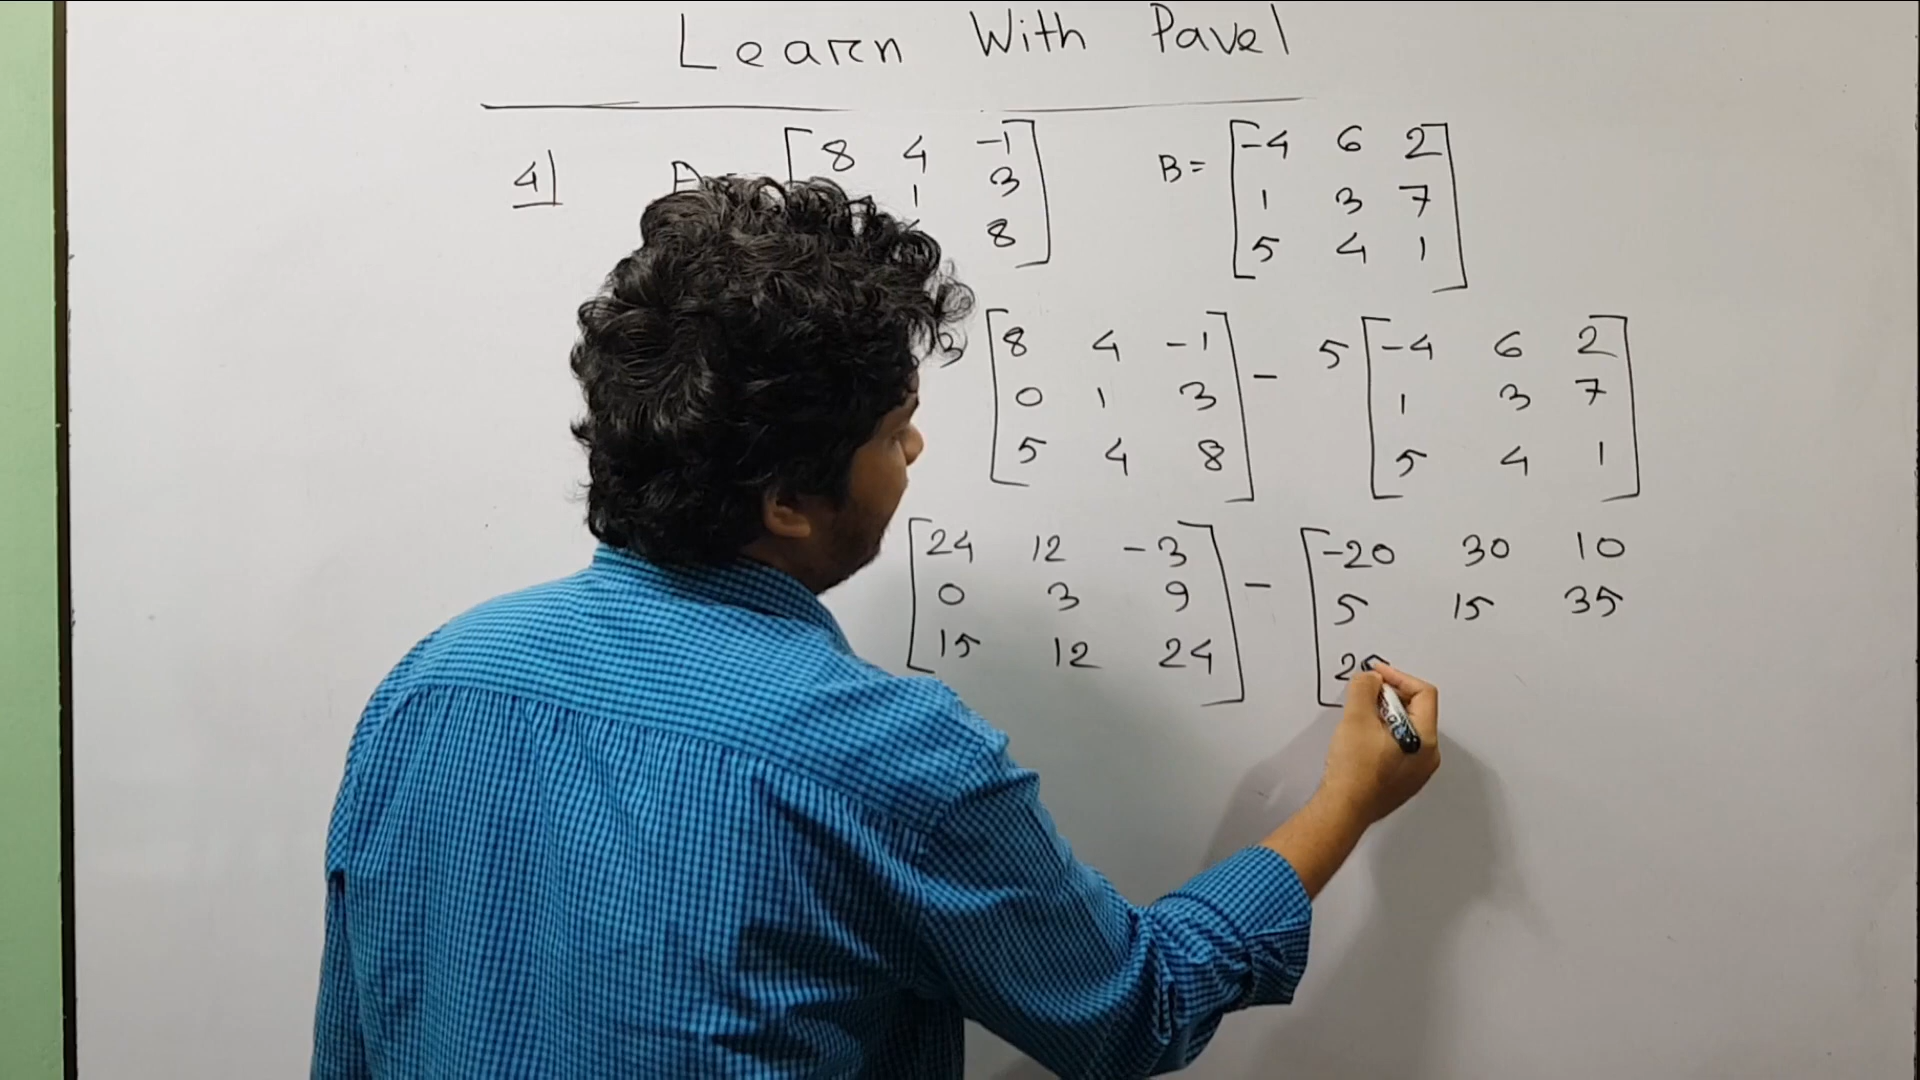 Learn With Pavel
4) A = [ 8 4 -1 B = [ -4 6 2 ]
1 3 1 3 7
8 ] 5 4 1 ]
3 [ 8 4 -1 ] - 5 [ -4 6 2 ]
0 1 3 1 3 7
5 4 8 5 4 1
[ 24 12 -3 ] - [ -20 30 10
0 3 9 5 15 35
15 12 24 25